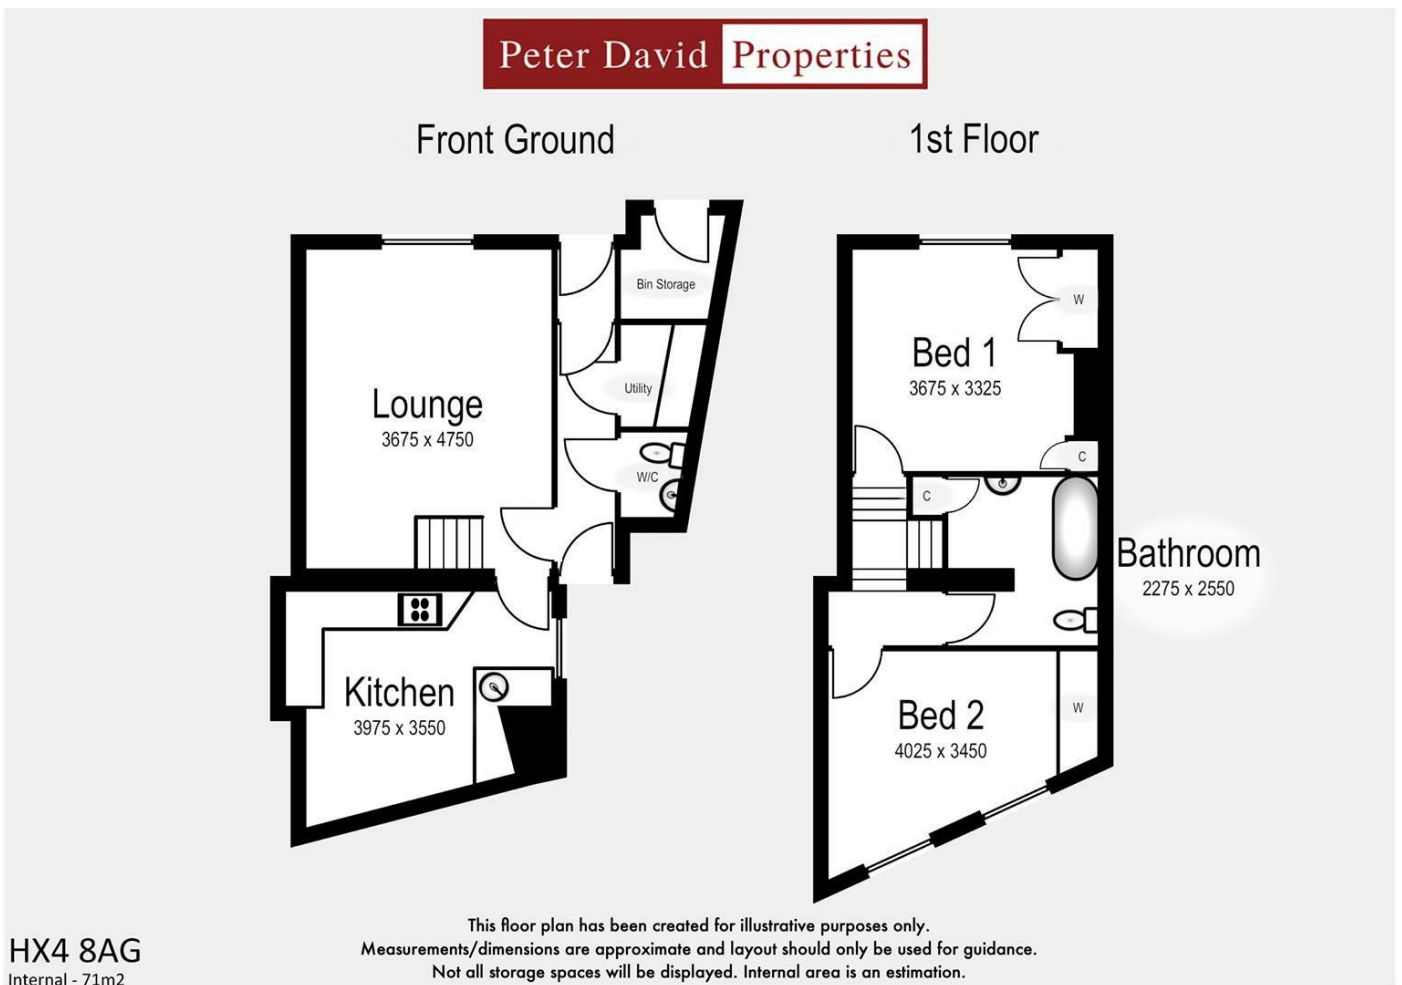 Peter David Properties
Front Ground
1st Floor
Bin Storage
Utility
W/C
Lounge
3675 x 4750
Kitchen
3975 x 3550
W
Bed 1
3675 x 3325
C
C
Bathroom
2275 x 2550
Bed 2
4025 x 3450
W
This floor plan has been created for illustrative purposes only.
Measurements/dimensions are approximate and layout should only be used for guidance.
Not all storage spaces will be displayed. Internal area is an estimation.
HX4 8AG
Internal - 71m2